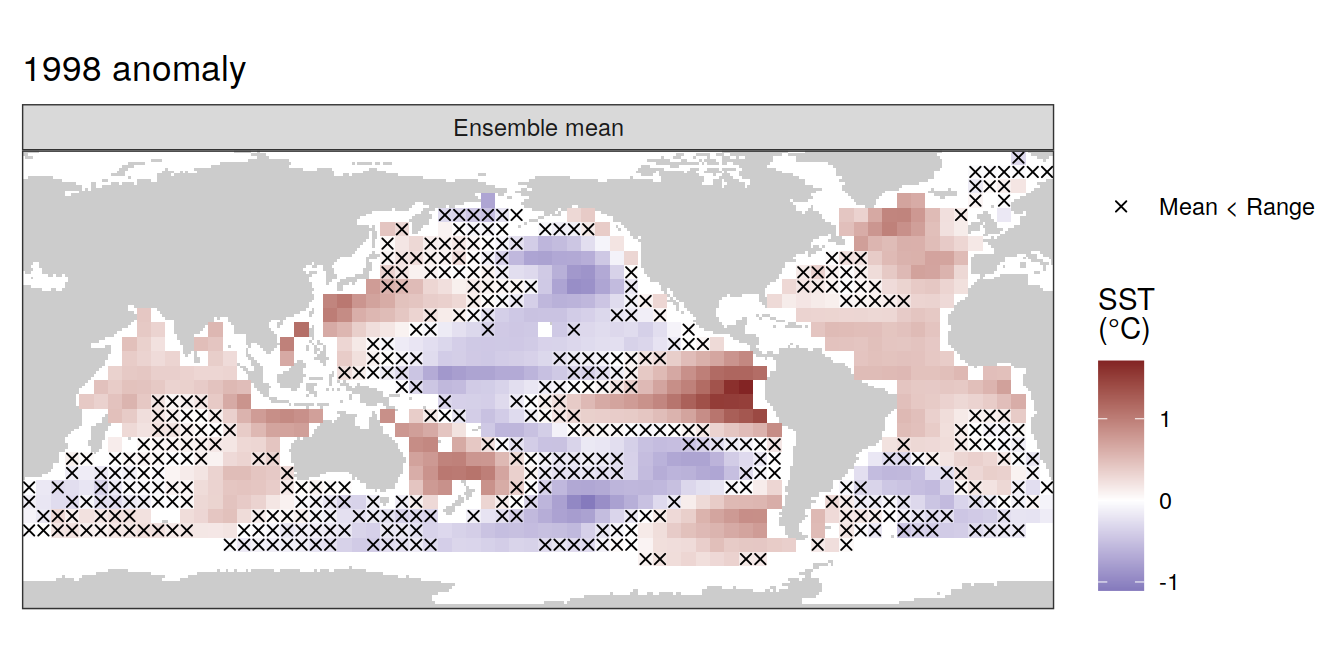 1998 anomaly
Ensemble mean
× Mean < Range
SST
(°C)
1
0
-1